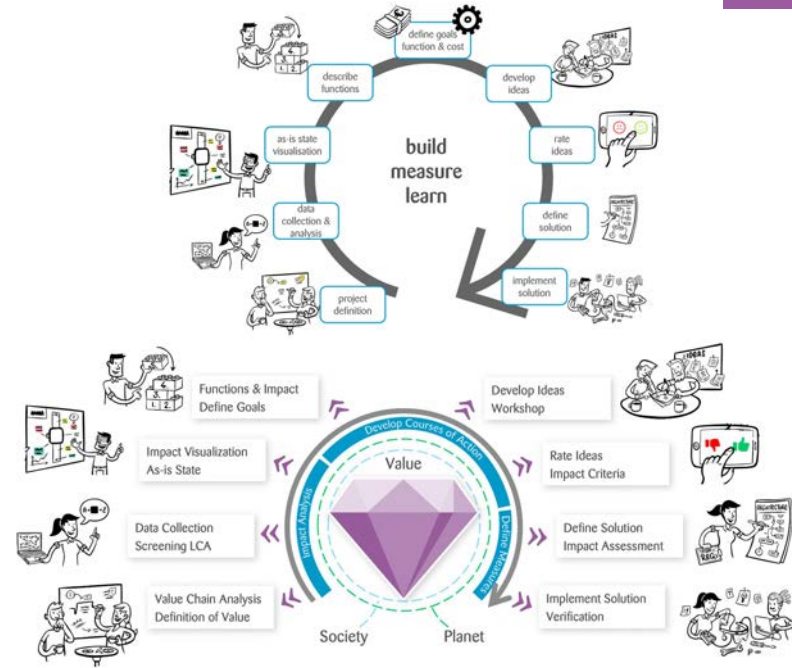 define goals
function & cost
describe
functions
develop
ideas
as-is state
visualisation
rate
ideas
build
measure
learn
data
collection &
analysis
define
solution
project
definition
implement
solution
Functions & Impact
Define Goals
Develop Ideas
Workshop
Develop Courses of Action
Impact Visualization
As-is State
Value
Rate Ideas
Impact Criteria
Impact Analysis
Data Collection
Screening LCA
Define Solution
Impact Assessment
Define Measures
Value Chain Analysis
Definition of Value
Implement Solution
Verification
Society
Planet